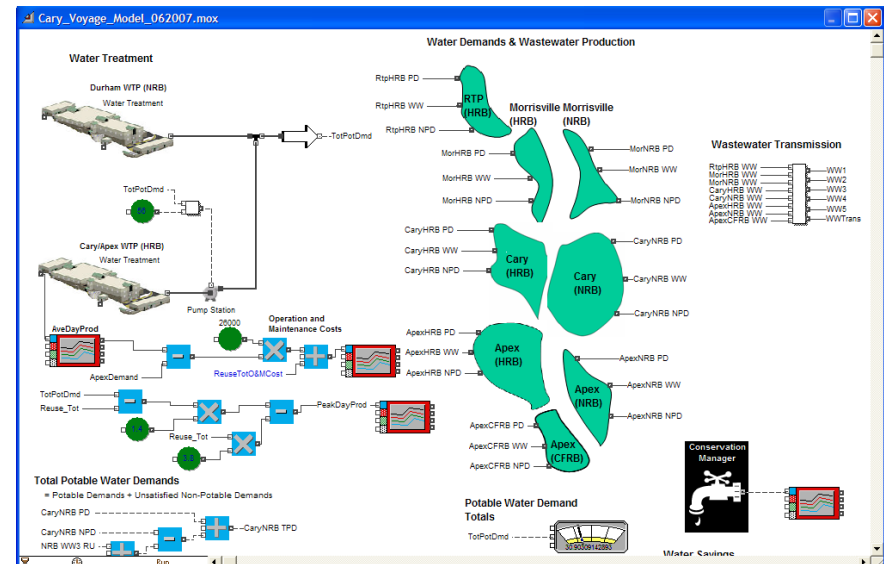 Cary_Voyage_Model_062007.mox
Water Treatment
Durham WTP (NRB)
Water Treatment
TotPotDmd
TotPotDmd
Cary/Apex WTP (HRB)
Water Treatment
Pump Station
26000
Operation and
Maintenance Costs
AveDayProd
ApexDemand
ReuseTotO&MCost
TotPotDmd
Reuse_Tot
1.4
PeakDayProd
Reuse_Tot
Total Potable Water Demands
= Potable Demands + Unsatisfied Non-Potable Demands
CaryNRB PD
CaryNRB NPD
NRB WW3 RU
CaryNRB TPD
Water Demands & Wastewater Production
RtpHRB PD
RtpHRB WW
RtpHRB NPD
RTP
(HRB)
Morrisville
(HRB)
Morrisville
(NRB)
MorHRB PD
MorHRB WW
MorHRB NPD
MorNRB PD
MorNRB WW
MorNRB NPD
CaryHRB PD
CaryHRB WW
CaryHRB NPD
Cary
(HRB)
Cary
(NRB)
CaryNRB PD
CaryNRB WW
CaryNRB NPD
ApexHRB PD
ApexHRB WW
ApexHRB NPD
Apex
(HRB)
Apex
(NRB)
ApexNRB PD
ApexNRB WW
ApexNRB NPD
ApexCFRB PD
ApexCFRB WW
ApexCFRB NPD
Apex
(CFRB)
Wastewater Transmission
RtpHRB WW
MorHRB WW
MorNRB WW
CaryHRB WW
CaryNRB WW
ApexHRB WW
ApexNRB WW
ApexCFRB WW
WW1
WW2
WW3
WW4
WW5
WWTrans
Conservation
Manager
Potable Water Demand
Totals
TotPotDmd
Water Savings
Run